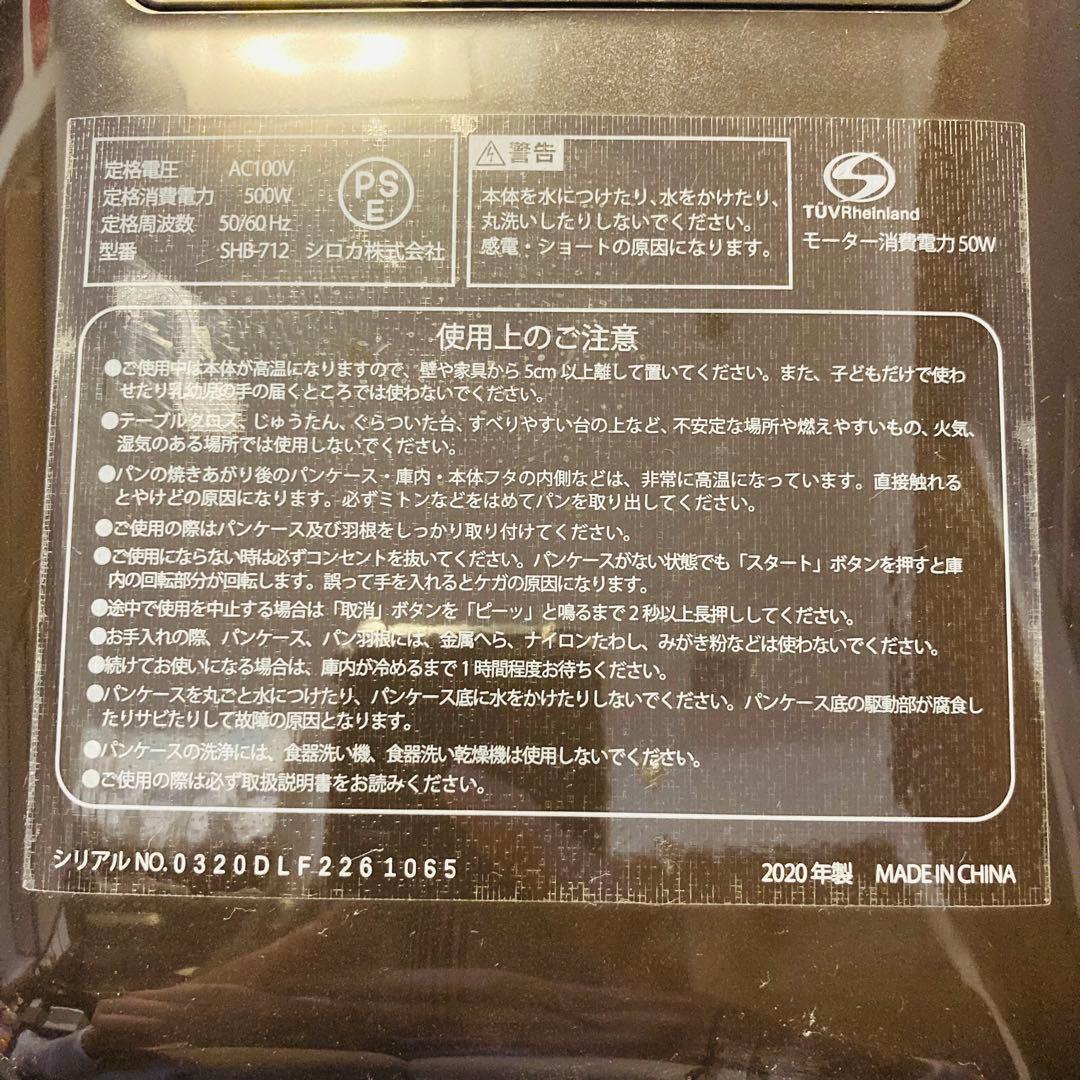 定格電圧 AC100V
定格消費電力 500W
定格周波数 50/60 Hz
型番 SHB-712 シロカ株式会社
PS
E
警告
本体を水につけたり、水をかけたり、
丸洗いしたりしないでください。
感電・ショートの原因になります。
TÜVRheinland
モーター消費電力 50W
使用上のご注意
●ご使用中は本体が高温になりますので、壁や家具から 5cm 以上離して置いてください。また、子どもだけで使わ
せたり乳幼児の手の届くところでは使わないでください。
●テーブルクロス、じゅうたん、ぐらついた台、すべりやすい台の上など、不安定な場所や燃えやすいもの、火気、
湿気のある場所では使用しないでください。
●パンの焼きあがり後のパンケース・庫内・本体フタの内側などは、非常に高温になっています。直接触れる
とやけどの原因になります。必ずミトンなどをはめてパンを取り出してください。
●ご使用の際はパンケース及び羽根をしっかり取り付けてください。
●ご使用にならない時は必ずコンセントを抜いてください。パンケースがない状態でも「スタート」ボタンを押すと庫
内の回転部分が回転します。誤って手を入れるとケガの原因になります。
●途中で使用を中止する場合は「取消」ボタンを「ピーッ」と鳴るまで 2 秒以上長押ししてください。
●お手入れの際、パンケース、パン羽根には、金属へら、ナイロンたわし、みがき粉などは使わないでください。
●続けてお使いになる場合は、庫内が冷めるまで 1 時間程度お待ちください。
●パンケースを丸ごと水につけたり、パンケース底に水をかけたりしないでください。パンケース底の駆動部が腐食し
たりサビたりして故障の原因となります。
●パンケースの洗浄には、食器洗い機、食器洗い乾燥機は使用しないでください。
●ご使用の際は必ず取扱説明書をお読みください。
シリアル NO. 0320DLF2261065
2020 年製 MADE IN CHINA